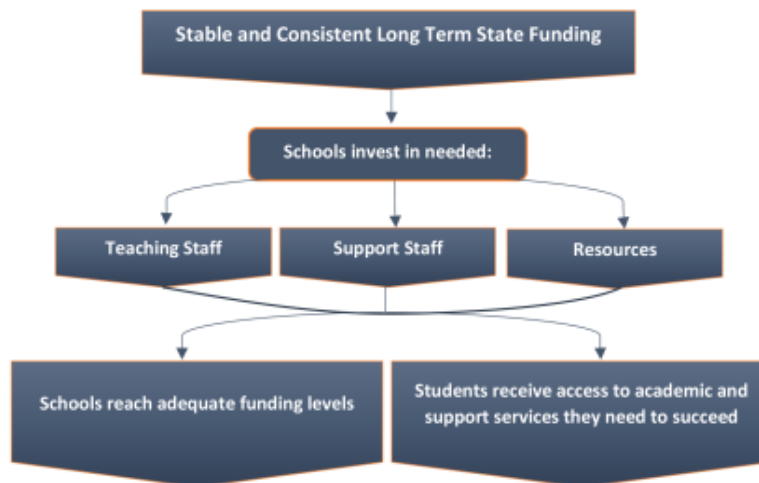 Stable and Consistent Long Term State Funding
Schools invest in needed:
Teaching Staff
Support Staff
Resources
Schools reach adequate funding levels
Students receive access to academic and
support services they need to succeed